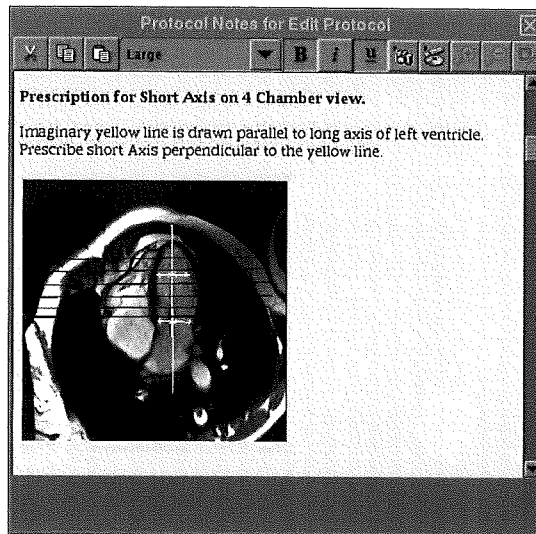 Protocol Notes for Edit Protocol
Large
B i u
Prescription for Short Axis on 4 Chamber view.
Imaginary yellow line is drawn parallel to long axis of left ventricle.
Prescribe short Axis perpendicular to the yellow line.